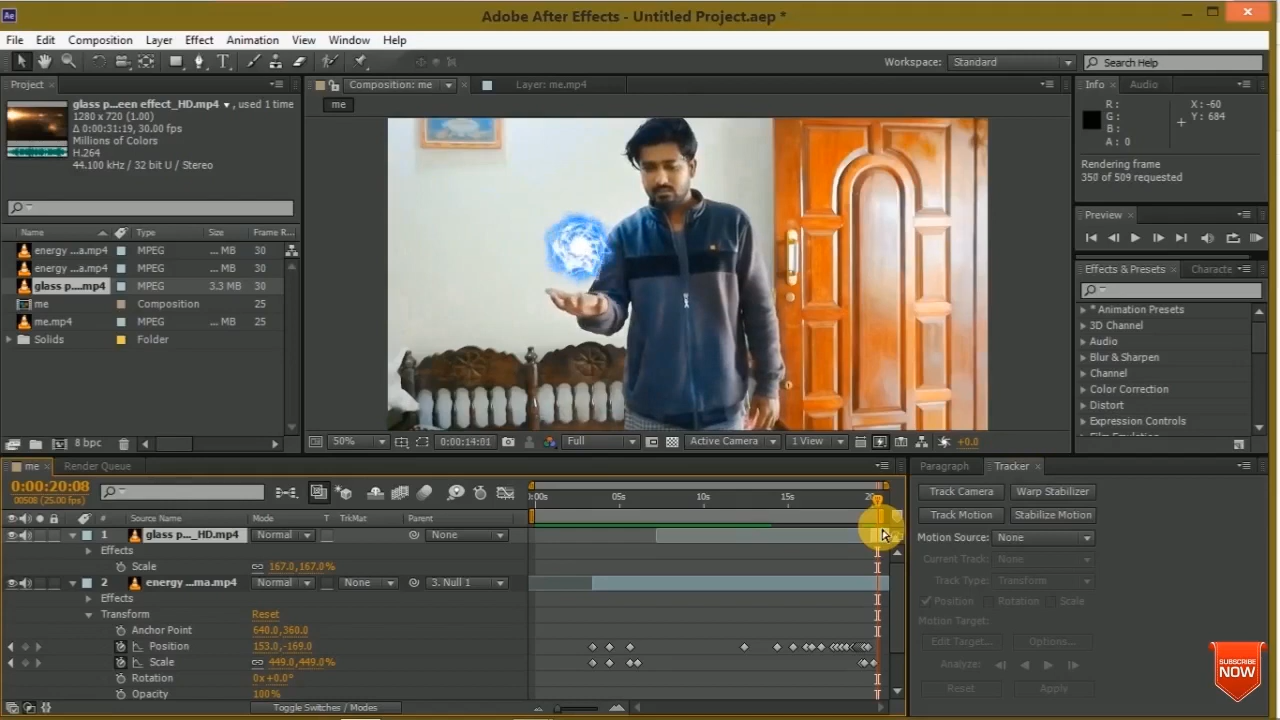 Adobe After Effects - Untitled Project.aep *
File Edit Composition Layer Effect Animation View Window Help
Workspace: Standard Search Help
Project
Composition: me
Layer: me.mp4
Info Audio
me
glass p...een effect_HD.mp4 , used 1 time
1280 x 720 (1.00)
Δ 0:00:31:19, 30.00 fps
Millions of Colors
H.264
44.100 kHz / 32 bit U / Stereo
R :
G :
B :
A : 0
X : -60
Y : 684
Rendering frame
350 of 509 requested
Preview
Effects & Presets Characte
* Animation Presets
3D Channel
Audio
Blur & Sharpen
Channel
Color Correction
Distort
Expression Controls
Name Type Size Frame R
energy ...a.mp4 MPEG ... MB 30
energy ...a.mp4 MPEG ... MB 30
glass p....mp4 MPEG 3.3 MB 30
me Composition 25
me.mp4 MPEG ... MB 25
Solids Folder
8 bpc
50% 0:00:14:01 Full Active Camera 1 View +0.0
me Render Queue
0:00:20:08
00508 (25.00 fps)
:00s 05s 10s 15s
# Source Name Mode T TrkMat Parent
1 glass p..._HD.mp4 Normal None
Effects
Scale 167.0,167.0%
2 energy ...ma.mp4 Normal None 3. Null 1
Effects
Transform Reset
Anchor Point 640.0,360.0
Position 153.0,-169.0
Scale 449.0,449.0%
Rotation 0x+0.0°
Opacity 100%
Toggle Switches / Modes
Paragraph Tracker
Track Camera Warp Stabilizer
Track Motion Stabilize Motion
Motion Source: None
Current Track: None
Track Type: Transform
Position Rotation Scale
Motion Target:
Edit Target... Options...
Analyze:
Reset Apply
SUBSCRIBE
NOW